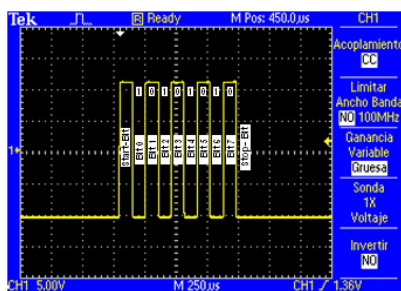 Tek R Ready M Pos: 450.0µs CH1
Acoplamiento
CC
Limitar
Ancho Banda
NO 100MHz
Ganancia
Variable
Gruesa
Sonda
1X
Voltaje
Invertir
NO
1 0 1 0 1 0 1 0
Start-Bit Bit 0 Bit 1 Bit 2 Bit 3 Bit 4 Bit 5 Bit 6 Bit 7 Stop-Bit
1
CH1 5.00V M 250µs CH1 / 1.36V